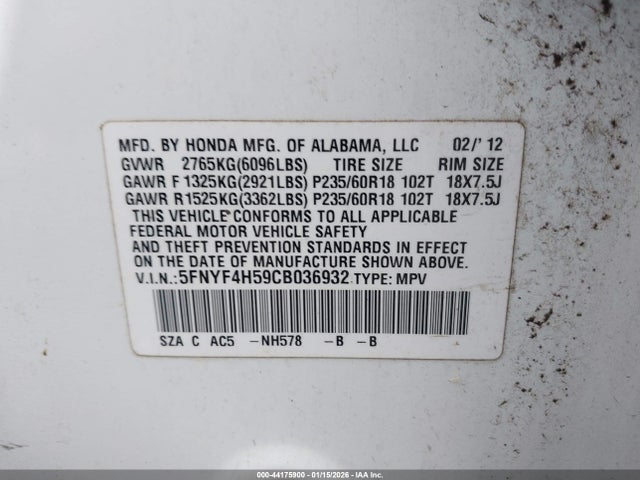 MFD. BY HONDA MFG. OF ALABAMA, LLC 02/' 12
GVWR 2765KG(6096LBS) TIRE SIZE RIM SIZE
GAWR F 1325KG(2921LBS) P235/60R18 102T 18X7.5J
GAWR R1525KG(3362LBS) P235/60R18 102T 18X7.5J
THIS VEHICLE CONFORMS TO ALL APPLICABLE
FEDERAL MOTOR VEHICLE SAFETY
AND THEFT PREVENTION STANDARDS IN EFFECT
ON THE DATE OF MANUFACTURE SHOWN ABOVE.
V.I.N.:5FNYF4H59CB036932 TYPE: MPV
SZA C AC5 -NH578 -B -B
000-44175900 - 01/15/2026 - IAA Inc.